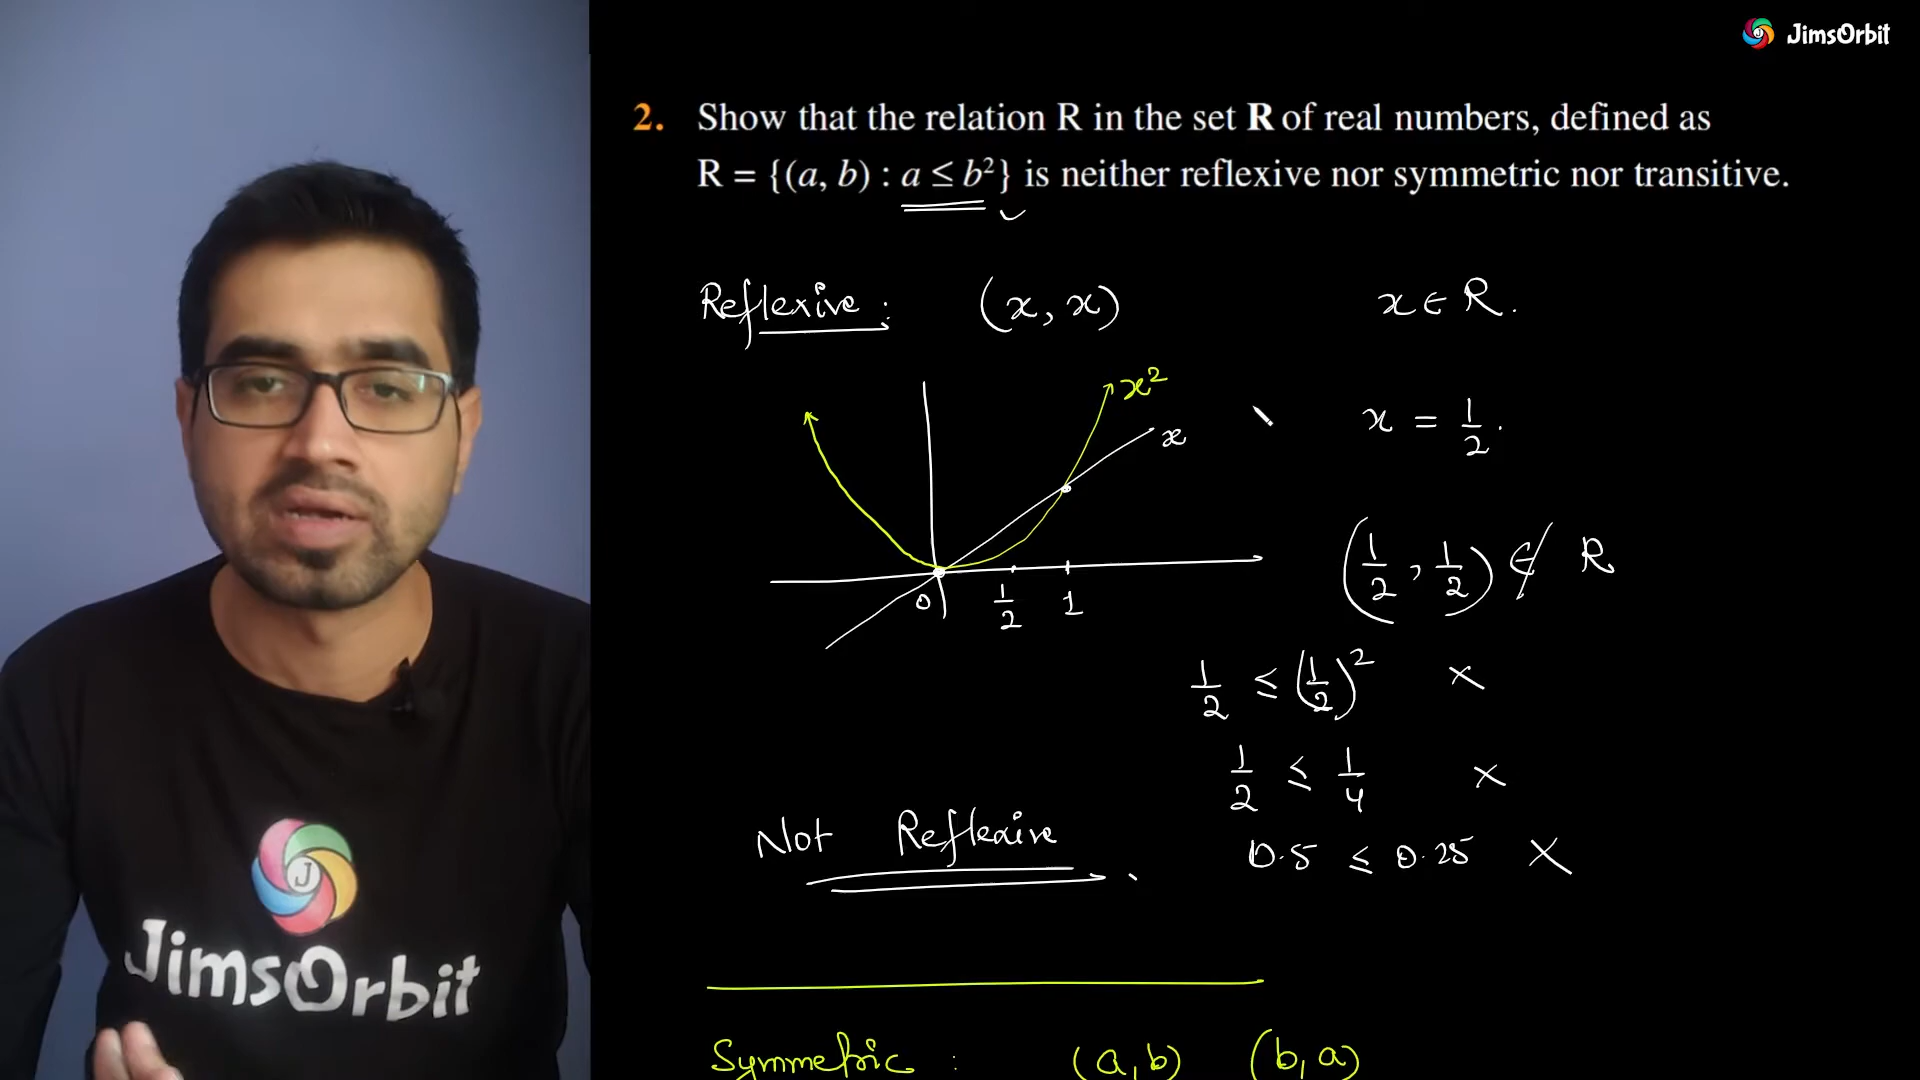 JimsOrbit
2. Show that the relation R in the set R of real numbers, defined as
R = {(a, b) : a ≤ b²} is neither reflexive nor symmetric nor transitive.
Reflexive : (x, x) x ∈ R.
x²
x
x = 1/2.
0 1/2 1
(1/2, 1/2) ∉ R
1/2 ≤ (1/2)² ×
1/2 ≤ 1/4 ×
Not Reflexive.
0.5 ≤ 0.25 ×
J
JimsOrbit
Symmetric : (a, b) (b, a)